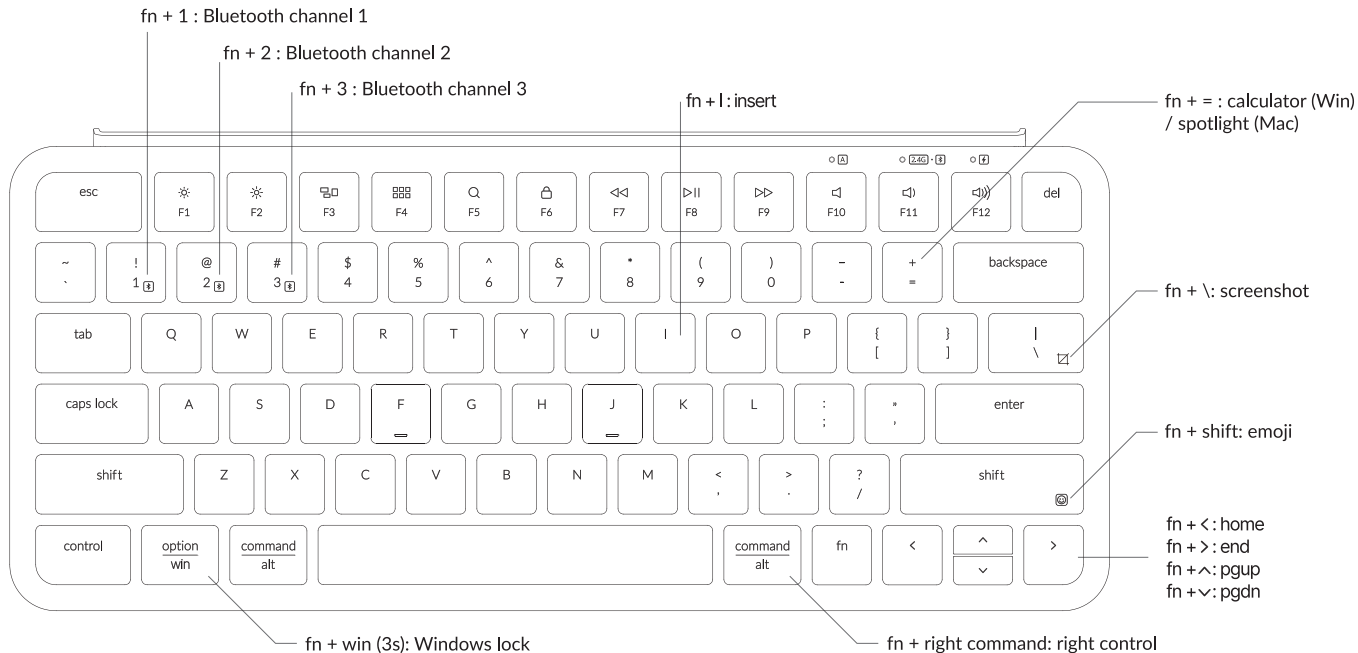 fn + 1 : Bluetooth channel 1
fn + 2 : Bluetooth channel 2
fn + 3 : Bluetooth channel 3
fn + I : insert
fn + = : calculator (Win)
/ spotlight (Mac)
A 2.4G
esc F1 F2 F3 F4 F5 F6 F7 F8 F9 F10 F11 F12 del
~ ! @ # $ % ^ & * ( ) – + backspace
` 1 2 3 4 5 6 7 8 9 0 - =
fn + \: screenshot
tab Q W E R T Y U I O P { } |
[ ] \
caps lock A S D F G H J K L : " enter
; '
fn + shift: emoji
shift Z X C V B N M < > ? shift
, . /
control option command command fn < ^ >
win alt alt ⌄
fn + <: home
fn + >: end
fn + ^: pgup
fn + ⌄: pgdn
fn + win (3s): Windows lock
fn + right command: right control